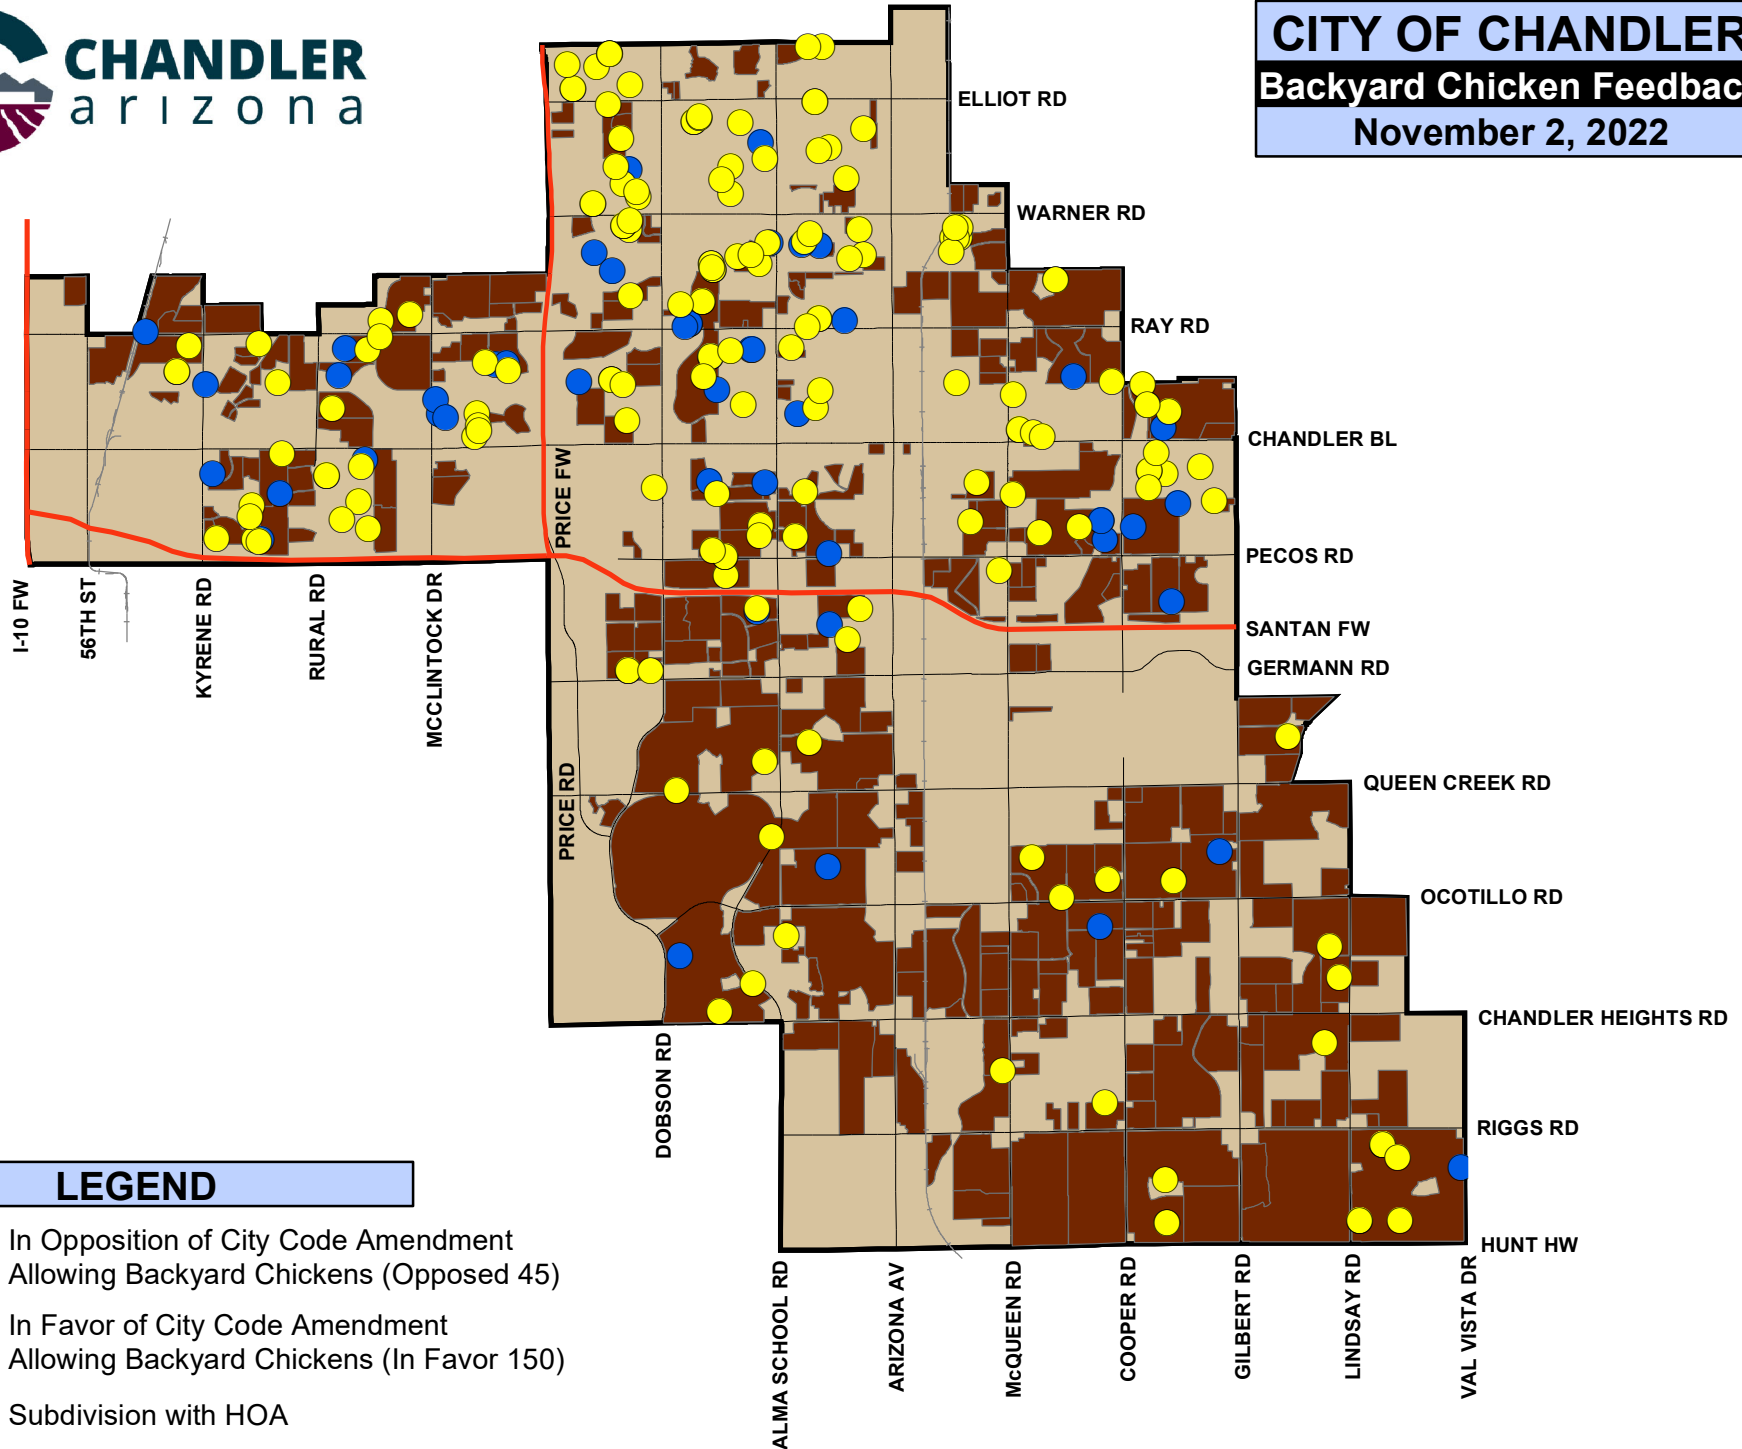 CHANDLER
arizona
CITY OF CHANDLER
Backyard Chicken Feedbac
November 2, 2022
ELLIOT RD
WARNER RD
RAY RD
CHANDLER BL
PECOS RD
SANTAN FW
GERMANN RD
QUEEN CREEK RD
OCOTILLO RD
CHANDLER HEIGHTS RD
RIGGS RD
HUNT HW
I-10 FW
56TH ST
KYRENE RD
RURAL RD
MCCLINTOCK DR
PRICE FW
PRICE RD
DOBSON RD
ALMA SCHOOL RD
ARIZONA AV
McQUEEN RD
COOPER RD
GILBERT RD
LINDSAY RD
VAL VISTA DR
LEGEND
In Opposition of City Code Amendment
Allowing Backyard Chickens (Opposed 45)
In Favor of City Code Amendment
Allowing Backyard Chickens (In Favor 150)
Subdivision with HOA